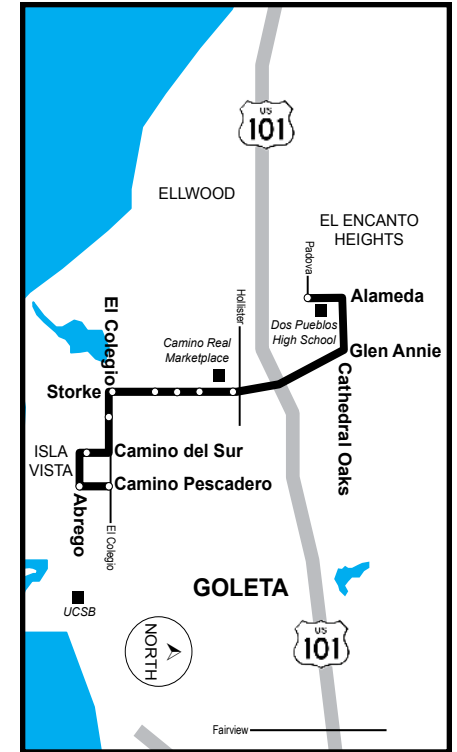 US
101
ELLWOOD
EL ENCANTO
HEIGHTS
Padova
Alameda
Hollister
Dos Pueblos
High School
El Colegio
Camino Real
Marketplace
Glen Annie
Cathedral Oaks
Storke
ISLA
VISTA
Camino del Sur
Camino Pescadero
Abrego
El Colegio
GOLETA
UCSB
NORTH
US
101
Fairview